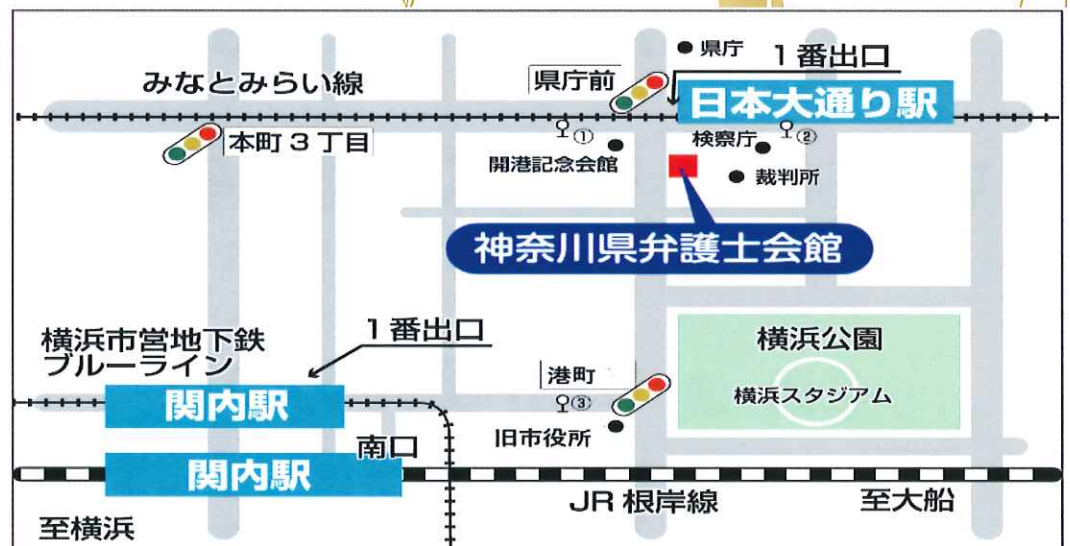 県庁
1番出口
みなとみらい線
県庁前
日本大通り駅
本町3丁目
①
検察庁
②
開港記念会館
裁判所
神奈川県弁護士会館
横浜市営地下鉄
ブルーライン
1番出口
横浜公園
港町
関内駅
③
横浜スタジアム
旧市役所
南口
関内駅
JR根岸線
至大船
至横浜